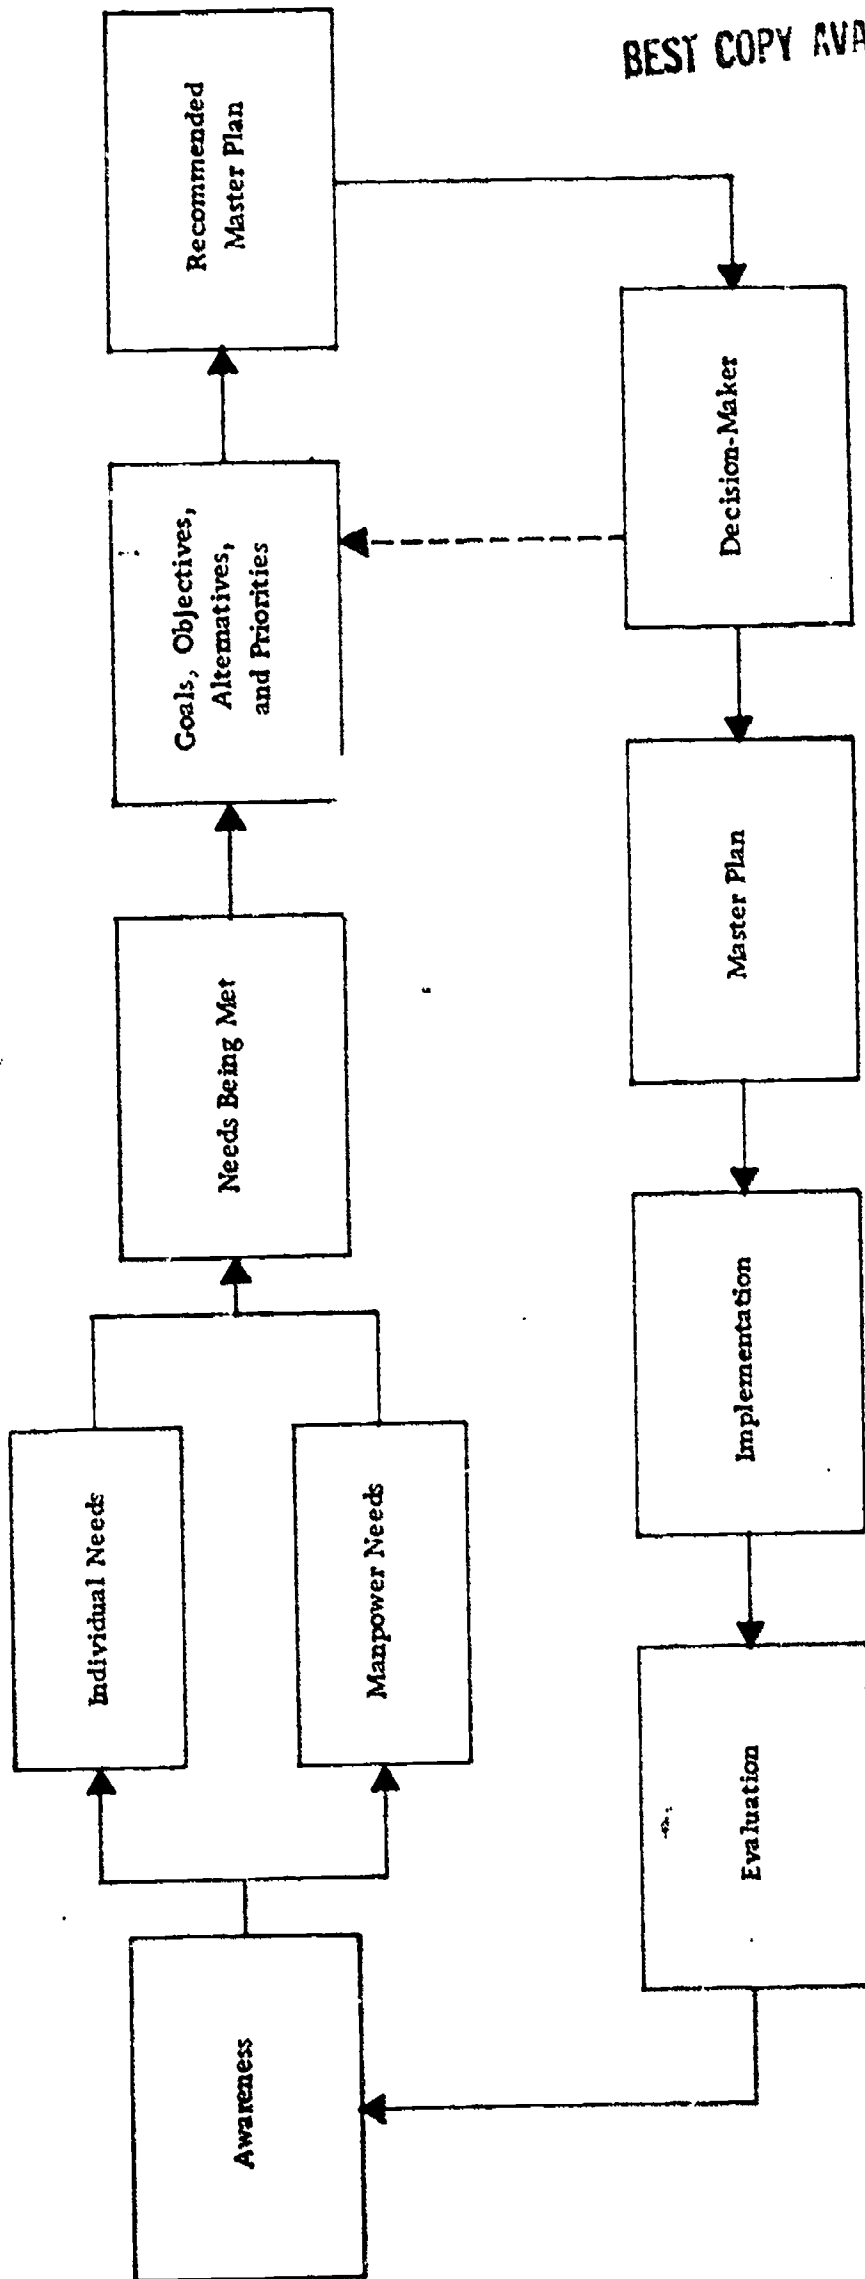 BEST COPY AVA
Awareness
Individual Needs
Manpower Needs
Needs Being Met
Goals, Objectives,
Alternatives,
and Priorities
Recommended
Master Plan
Decision-Maker
Master Plan
Implementation
Evaluation